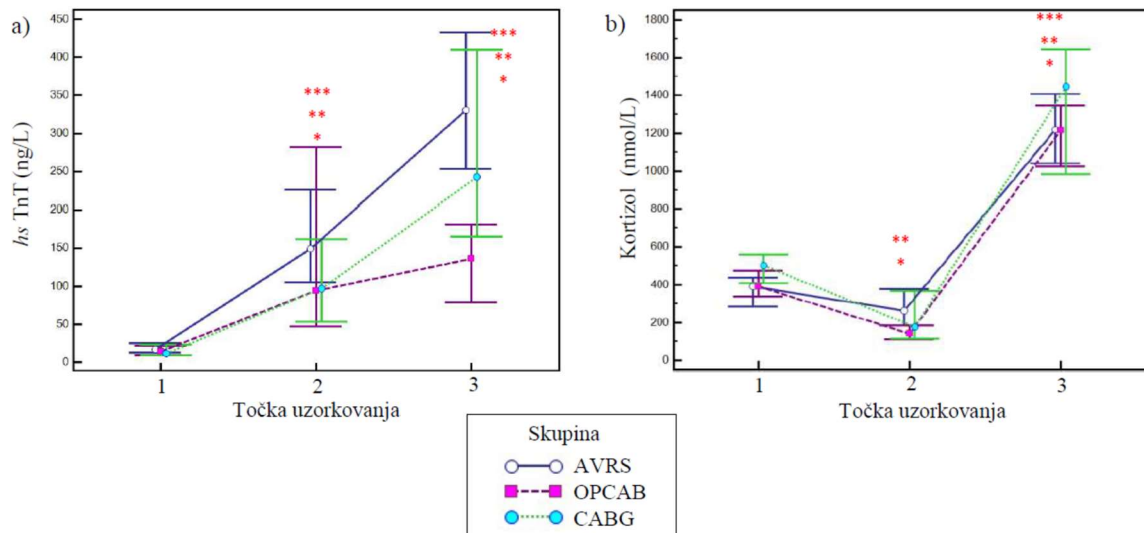 a)
hs TnT (ng/L)
450
400
350
300
250
200
150
100
50
0
***
**
*
***
**
*
1 2 3
Točka uzorkovanja
b)
Kortizol (nmol/L)
1800
1600
1400
1200
1000
800
600
400
200
0
**
*
***
**
*
1 2 3
Točka uzorkovanja
Skupina
AVRS
OPCAB
CABG